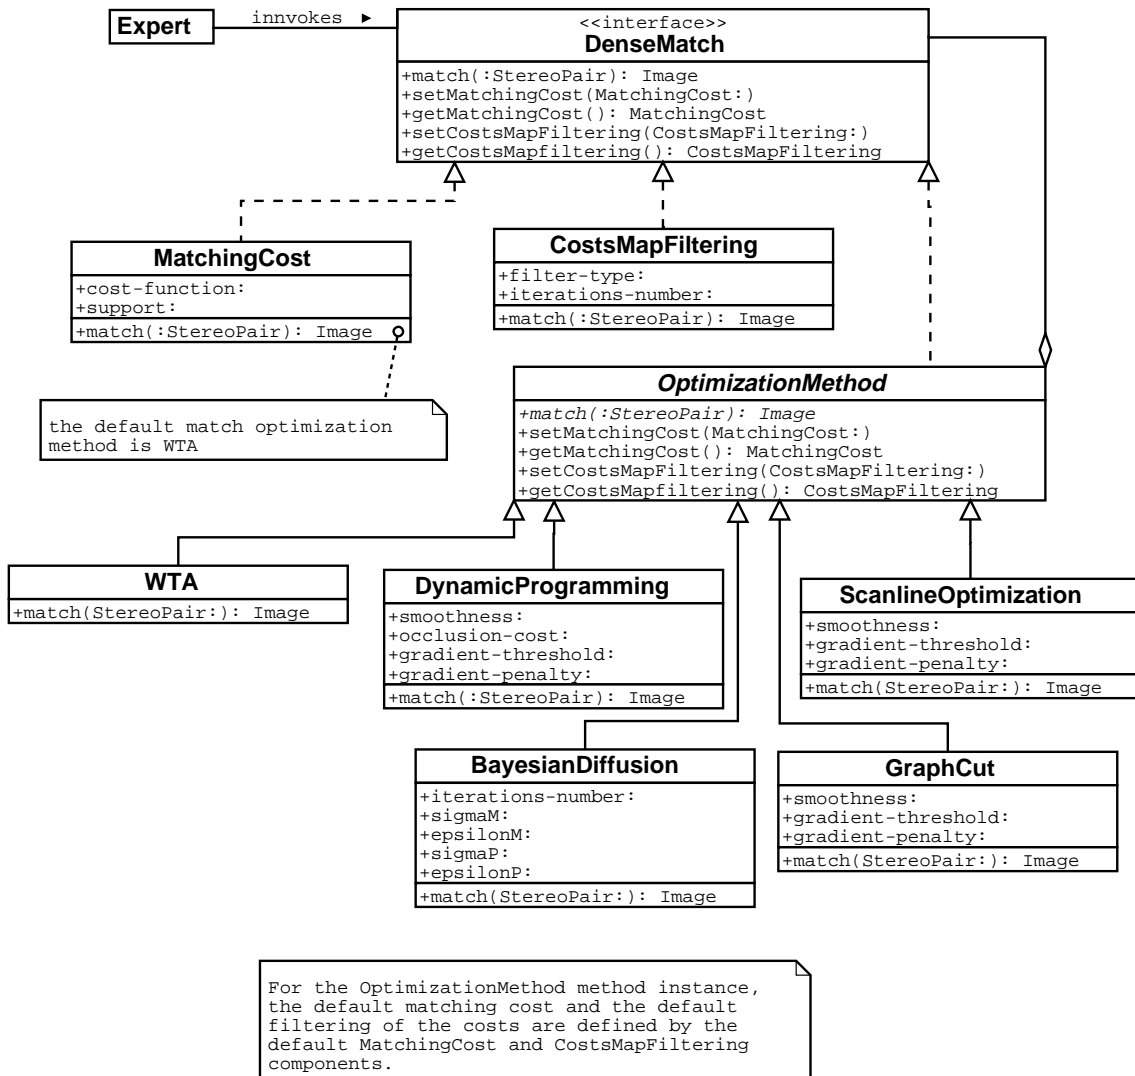 Expert
innvokes ►
<<interface>>
DenseMatch
+match(:StereoPair): Image
+setMatchingCost(MatchingCost:)
+getMatchingCost(): MatchingCost
+setCostsMapFiltering(CostsMapFiltering:)
+getCostsMapfiltering(): CostsMapFiltering
MatchingCost
+cost-function:
+support:
+match(:StereoPair): Image
CostsMapFiltering
+filter-type:
+iterations-number:
+match(:StereoPair): Image
the default match optimization
method is WTA
OptimizationMethod
+match(:StereoPair): Image
+setMatchingCost(MatchingCost:)
+getMatchingCost(): MatchingCost
+setCostsMapFiltering(CostsMapFiltering:)
+getCostsMapfiltering(): CostsMapFiltering
WTA
+match(StereoPair:): Image
DynamicProgramming
+smoothness:
+occlusion-cost:
+gradient-threshold:
+gradient-penalty:
+match(:StereoPair): Image
ScanlineOptimization
+smoothness:
+gradient-threshold:
+gradient-penalty:
+match(StereoPair:): Image
BayesianDiffusion
+iterations-number:
+sigmaM:
+epsilonM:
+sigmaP:
+epsilonP:
+match(StereoPair:): Image
GraphCut
+smoothness:
+gradient-threshold:
+gradient-penalty:
+match(StereoPair:): Image
For the OptimizationMethod method instance,
the default matching cost and the default
filtering of the costs are defined by the
default MatchingCost and CostsMapFiltering
components.